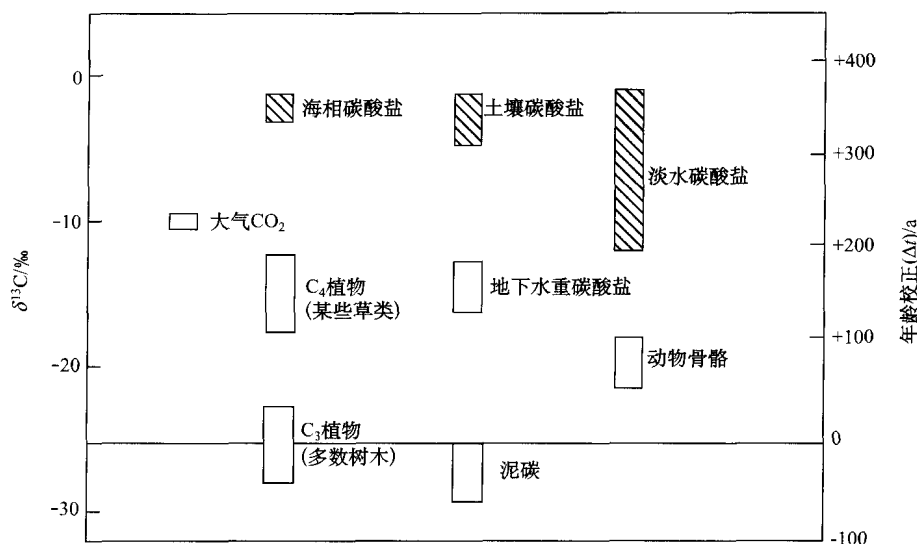 +400
0
海相碳酸盐
土壤碳酸盐
+300
淡水碳酸盐
大气CO₂
-10
+200
δ¹³C/‰
C₄植物
(某些草类)
地下水重碳酸盐
年龄校正(Δt)/a
+100
动物骨骼
-20
C₃植物
(多数树木)
0
泥碳
-30
-100